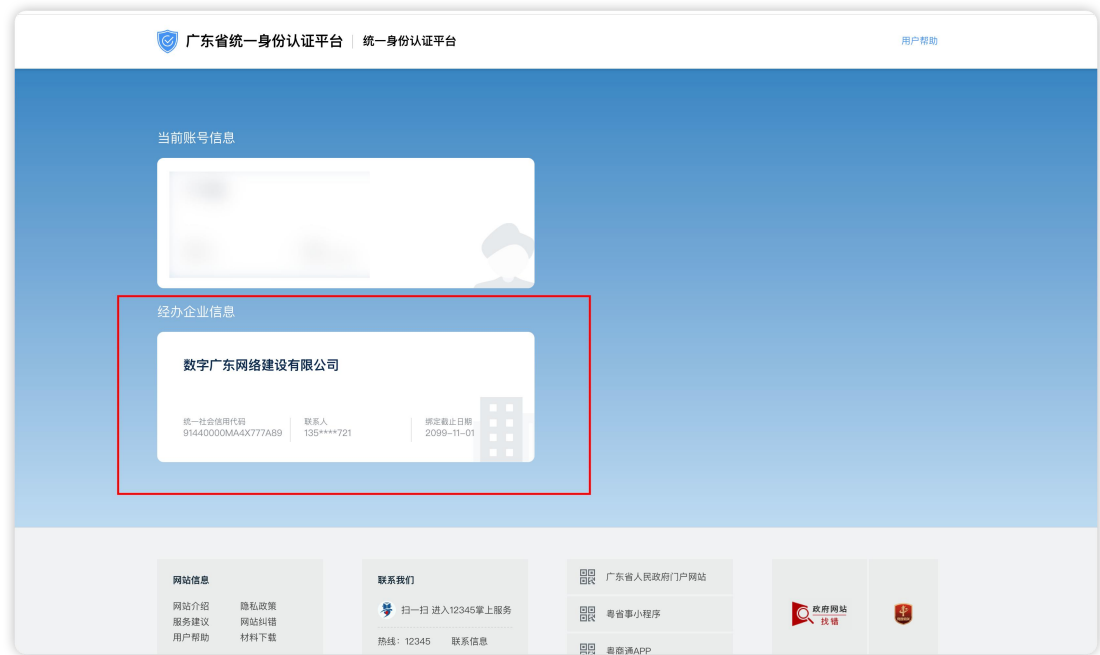 广东省统一身份认证平台 统一身份认证平台 用户帮助
当前账号信息
经办企业信息
数字广东网络建设有限公司
统一社会信用代码 联系人 绑定截止日期
91440000MA4X777A89 135****721 2099-11-01
网站信息
网站介绍 隐私政策
服务建议 网站纠错
用户帮助 材料下载
联系我们
扫一扫 进入12345掌上服务
热线：12345 联系信息
广东省人民政府门户网站
粤省事小程序
粤商通APP
政府网站
找错